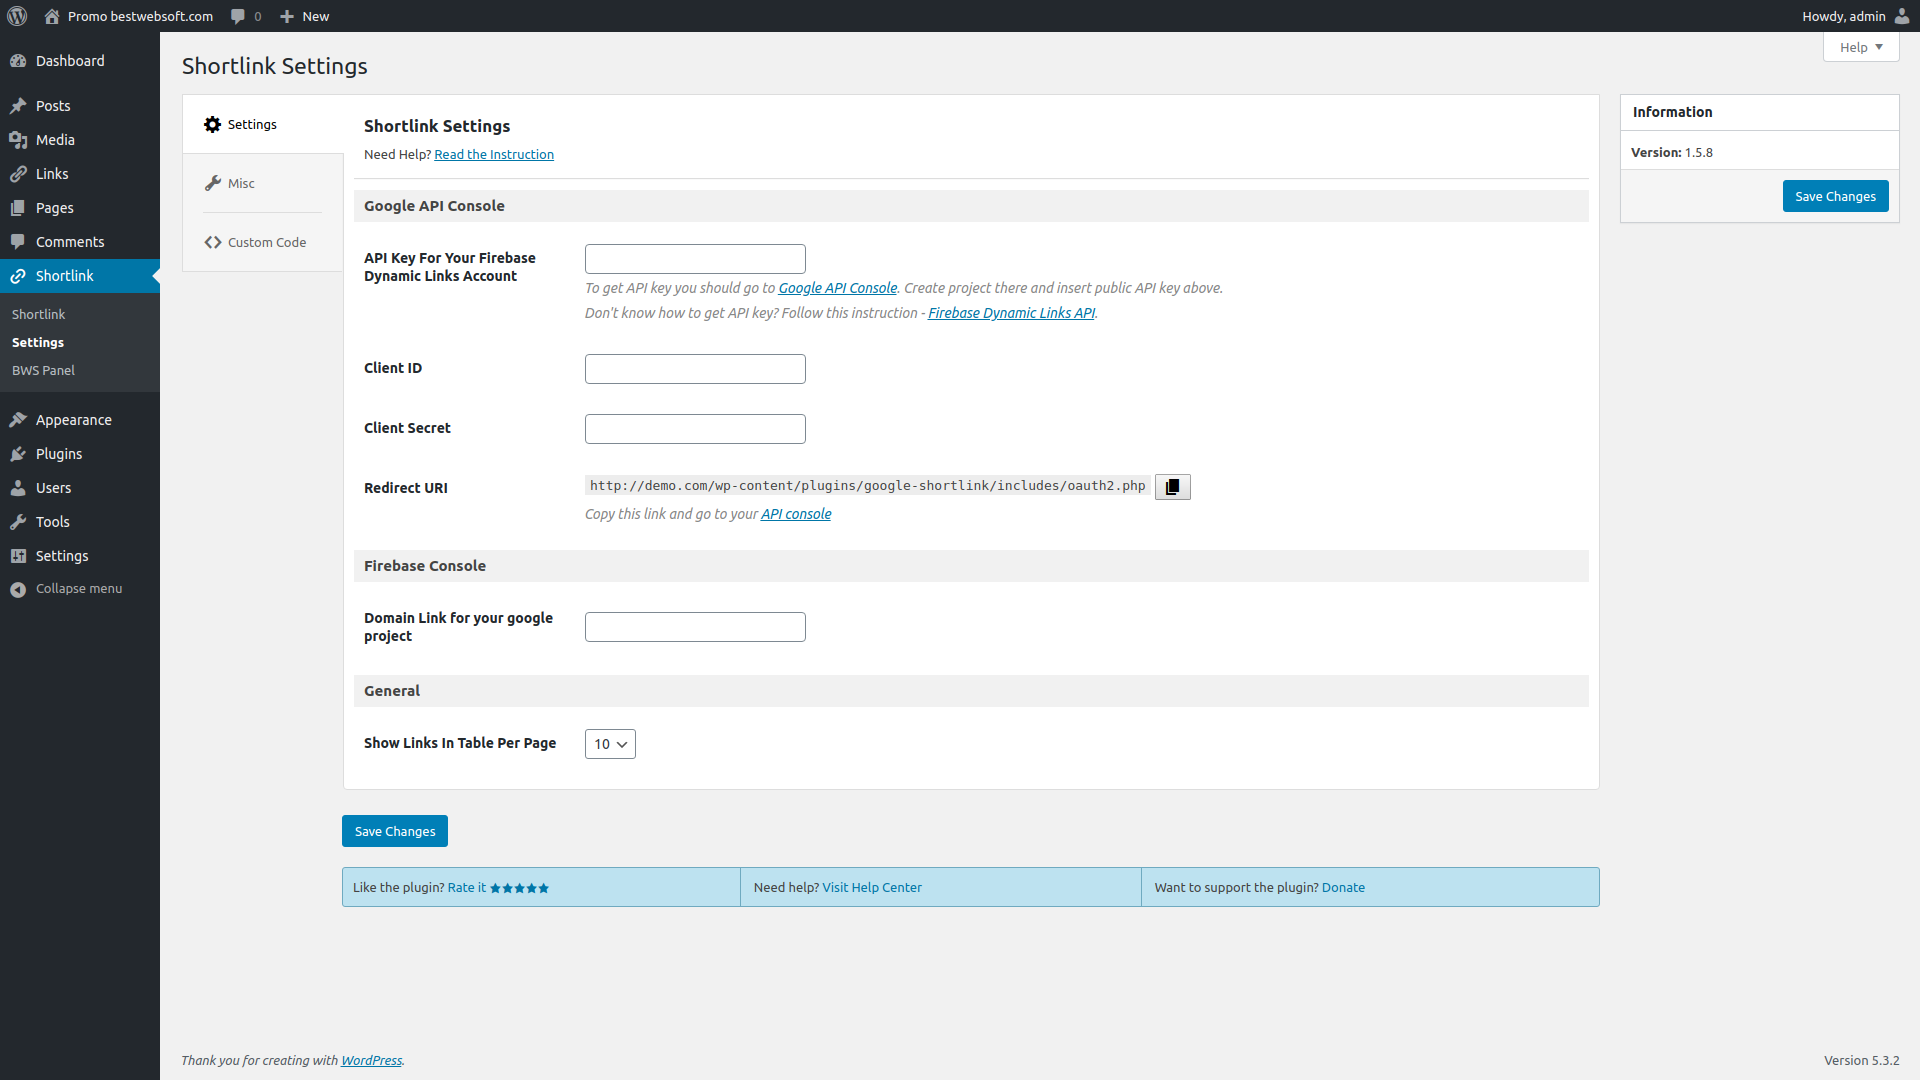 Promo bestwebsoft.com 0 New Howdy, admin
Help
Dashboard
Posts
Media
Links
Pages
Comments
Shortlink
Shortlink
Settings
BWS Panel
Appearance
Plugins
Users
Tools
Settings
Collapse menu
Shortlink Settings
Settings
Misc
Custom Code
Shortlink Settings
Need Help? Read the Instruction
Google API Console
API Key For Your Firebase
Dynamic Links Account
To get API key you should go to Google API Console. Create project there and insert public API key above.
Don't know how to get API key? Follow this instruction - Firebase Dynamic Links API.
Client ID
Client Secret
Redirect URI
http://demo.com/wp-content/plugins/google-shortlink/includes/oauth2.php
Copy this link and go to your API console
Firebase Console
Domain Link for your google
project
General
Show Links In Table Per Page
10
Save Changes
Like the plugin? Rate it
Need help? Visit Help Center
Want to support the plugin? Donate
Information
Version: 1.5.8
Save Changes
Thank you for creating with WordPress.
Version 5.3.2